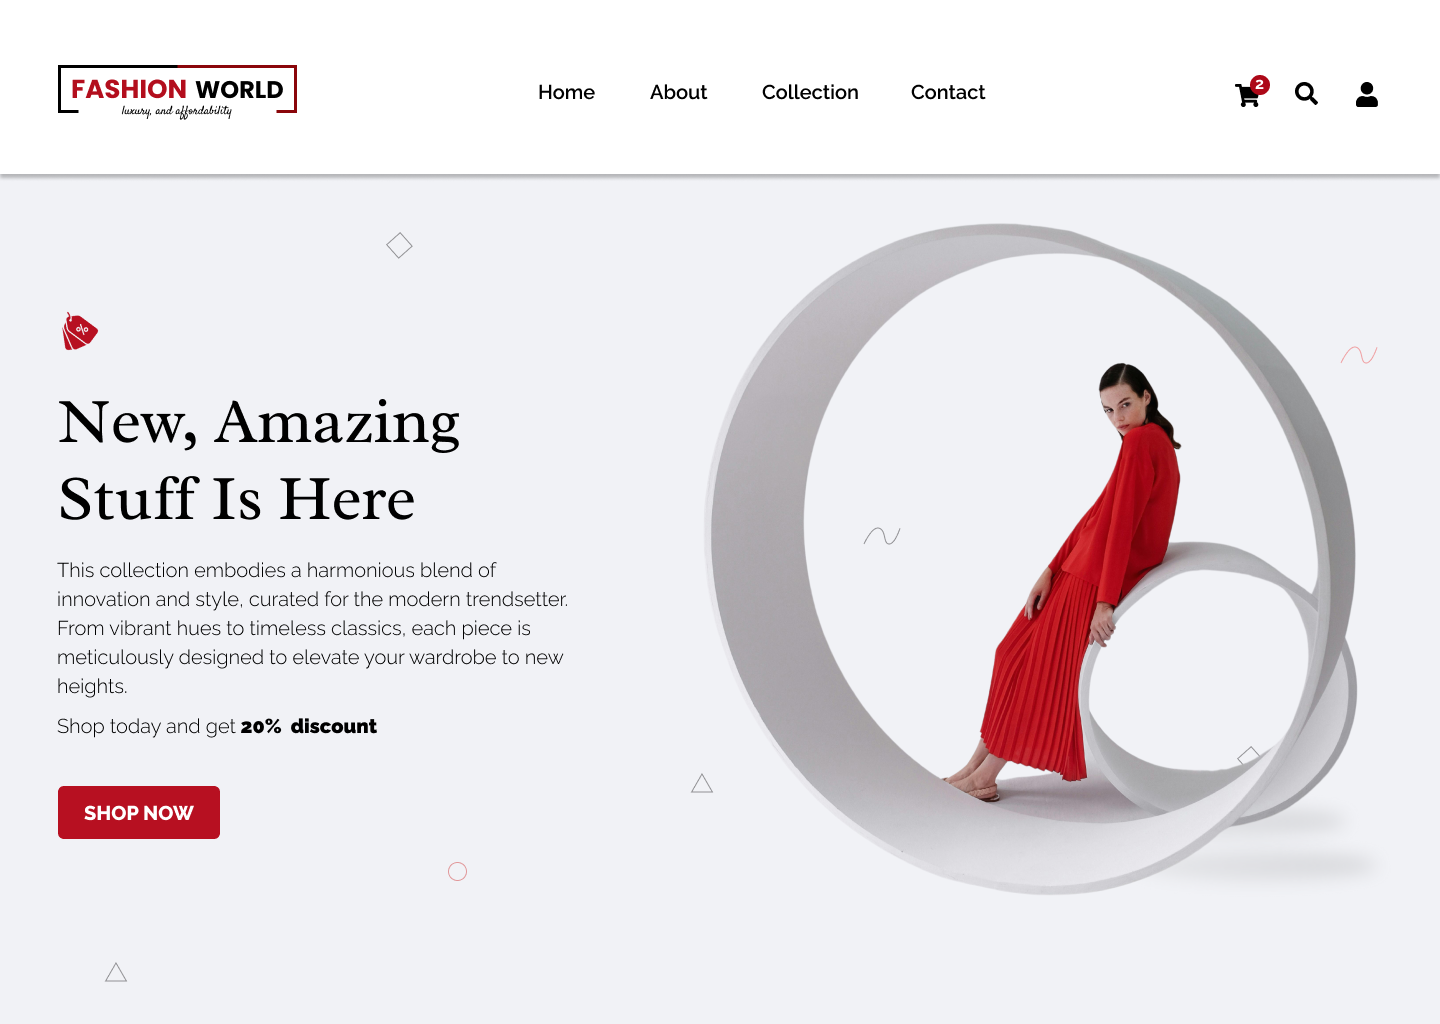 FASHION WORLD
luxury, and affordability
Home About Collection Contact
2
%
New, Amazing
Stuff Is Here
This collection embodies a harmonious blend of
innovation and style, curated for the modern trendsetter.
From vibrant hues to timeless classics, each piece is
meticulously designed to elevate your wardrobe to new
heights.
Shop today and get 20% discount
SHOP NOW